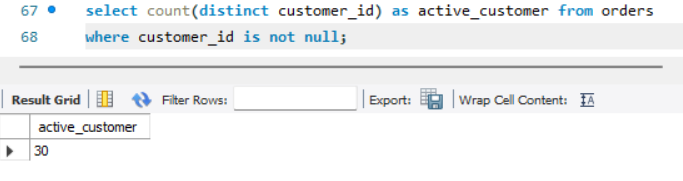 67 select count(distinct customer_id) as active_customer from orders
68 where customer_id is not null;
Result Grid Filter Rows: Export: Wrap Cell Content: IA
active_customer
30